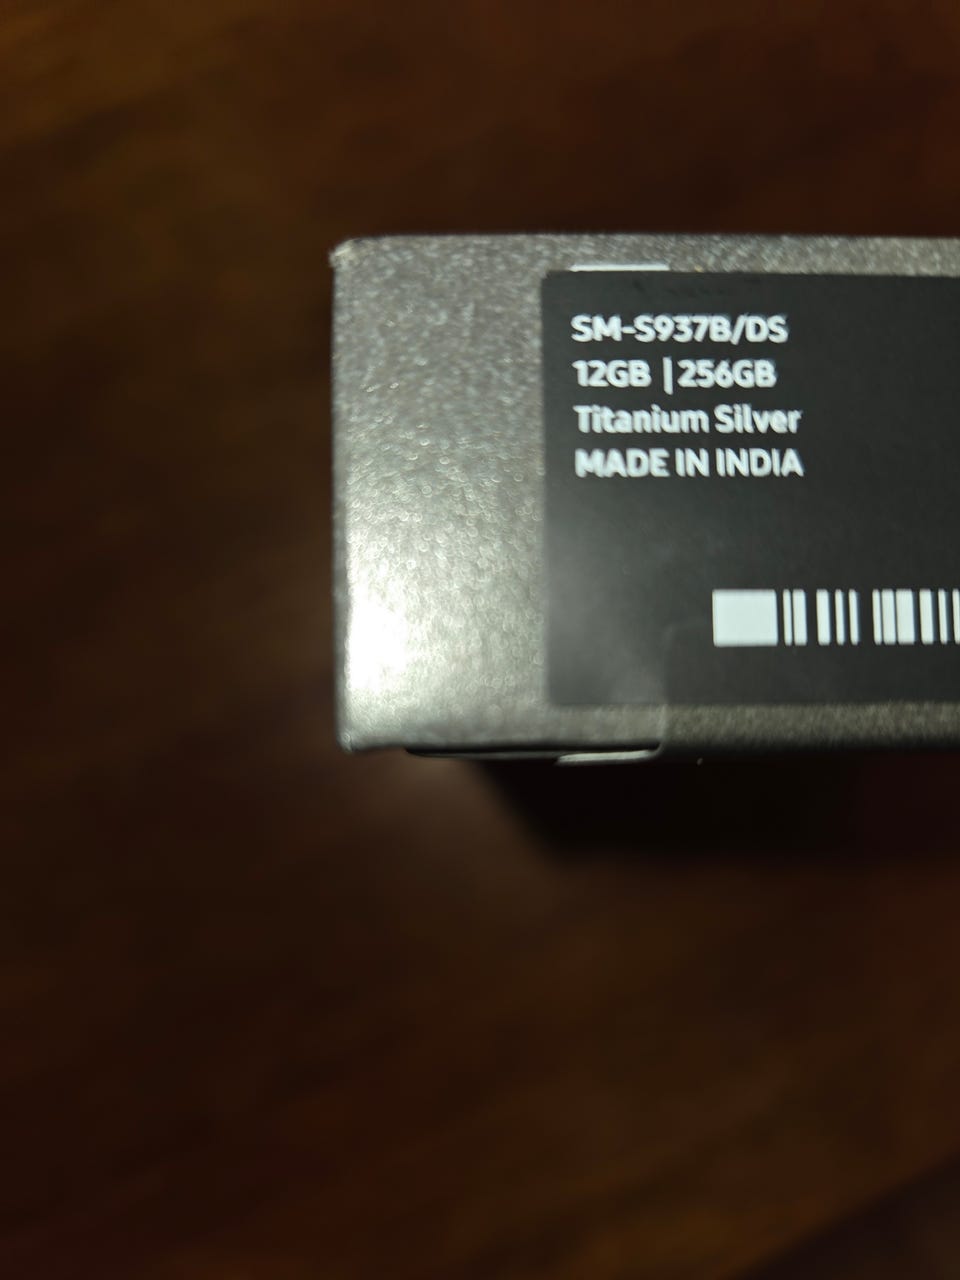 SM-S937B/DS
12GB | 256GB
Titanium Silver
MADE IN INDIA